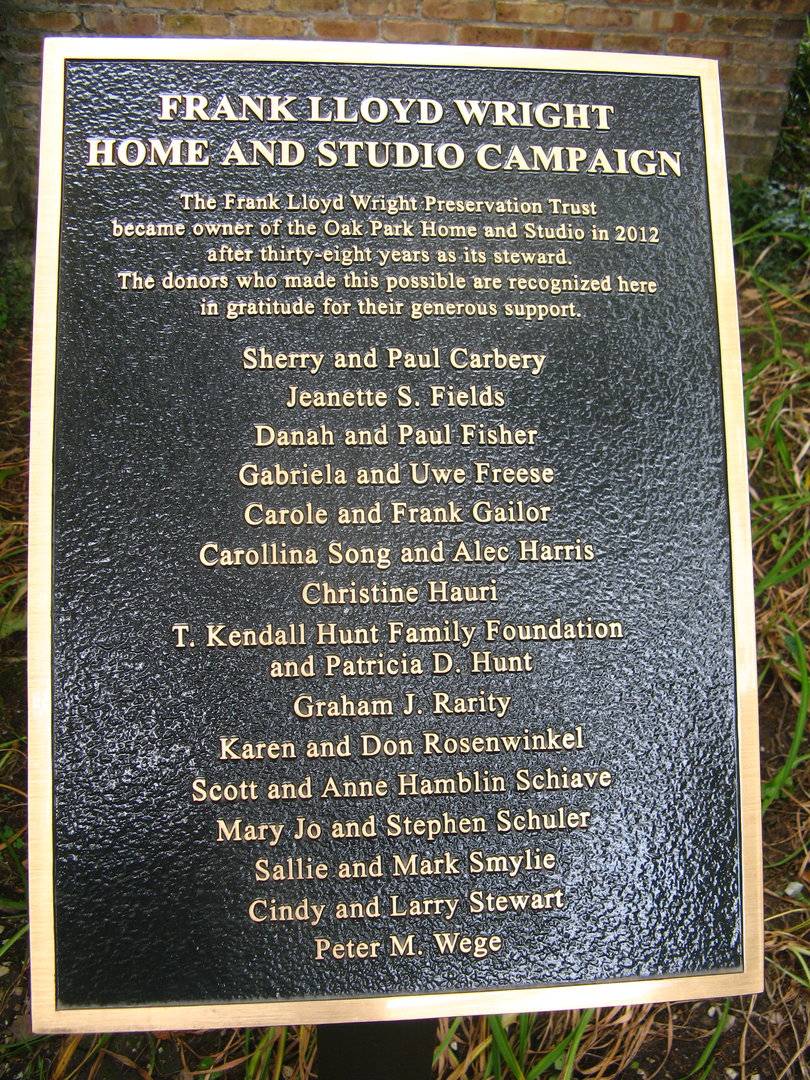 FRANK LLOYD WRIGHT
HOME AND STUDIO CAMPAIGN
The Frank Lloyd Wright Preservation Trust
became owner of the Oak Park Home and Studio in 2012
after thirty-eight years as its steward.
The donors who made this possible are recognized here
in gratitude for their generous support.
Sherry and Paul Carbery
Jeanette S. Fields
Danah and Paul Fisher
Gabriela and Uwe Freese
Carole and Frank Gailor
Carollina Song and Alec Harris
Christine Hauri
T. Kendall Hunt Family Foundation
and Patricia D. Hunt
Graham J. Rarity
Karen and Don Rosenwinkel
Scott and Anne Hamblin Schiave
Mary Jo and Stephen Schuler
Sallie and Mark Smylie
Cindy and Larry Stewart
Peter M. Wege